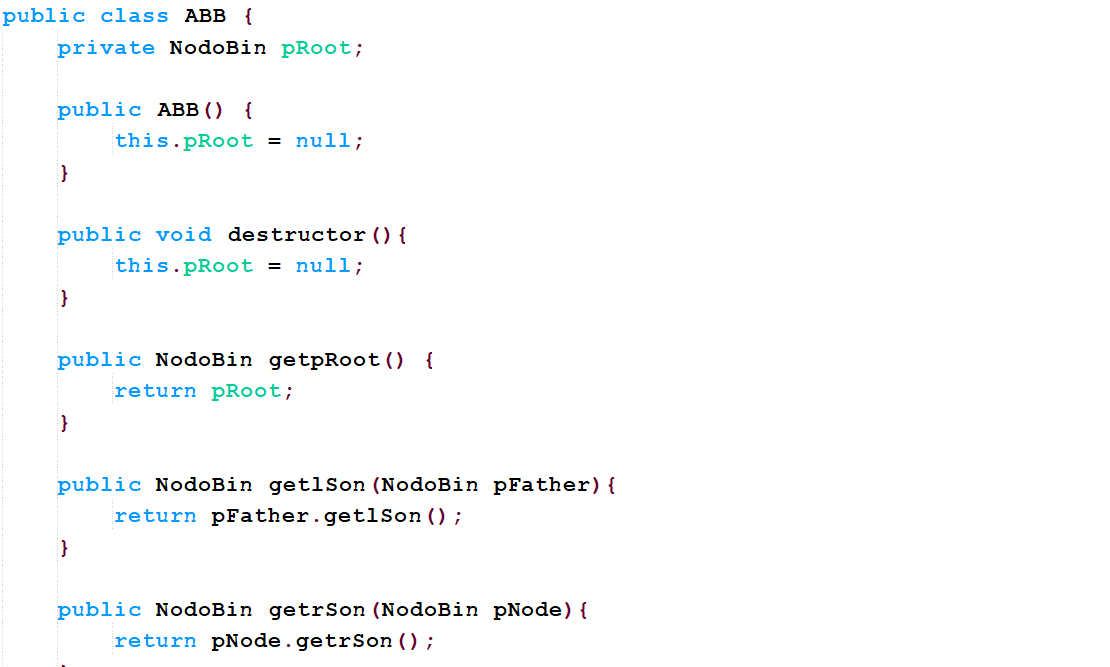 public class ABB {
    private NodoBin pRoot;

    public ABB() {
        this.pRoot = null;
    }

    public void destructor(){
        this.pRoot = null;
    }

    public NodoBin getpRoot() {
        return pRoot;
    }

    public NodoBin getlSon(NodoBin pFather){
        return pFather.getlSon();
    }

    public NodoBin getrSon(NodoBin pNode){
        return pNode.getrSon();